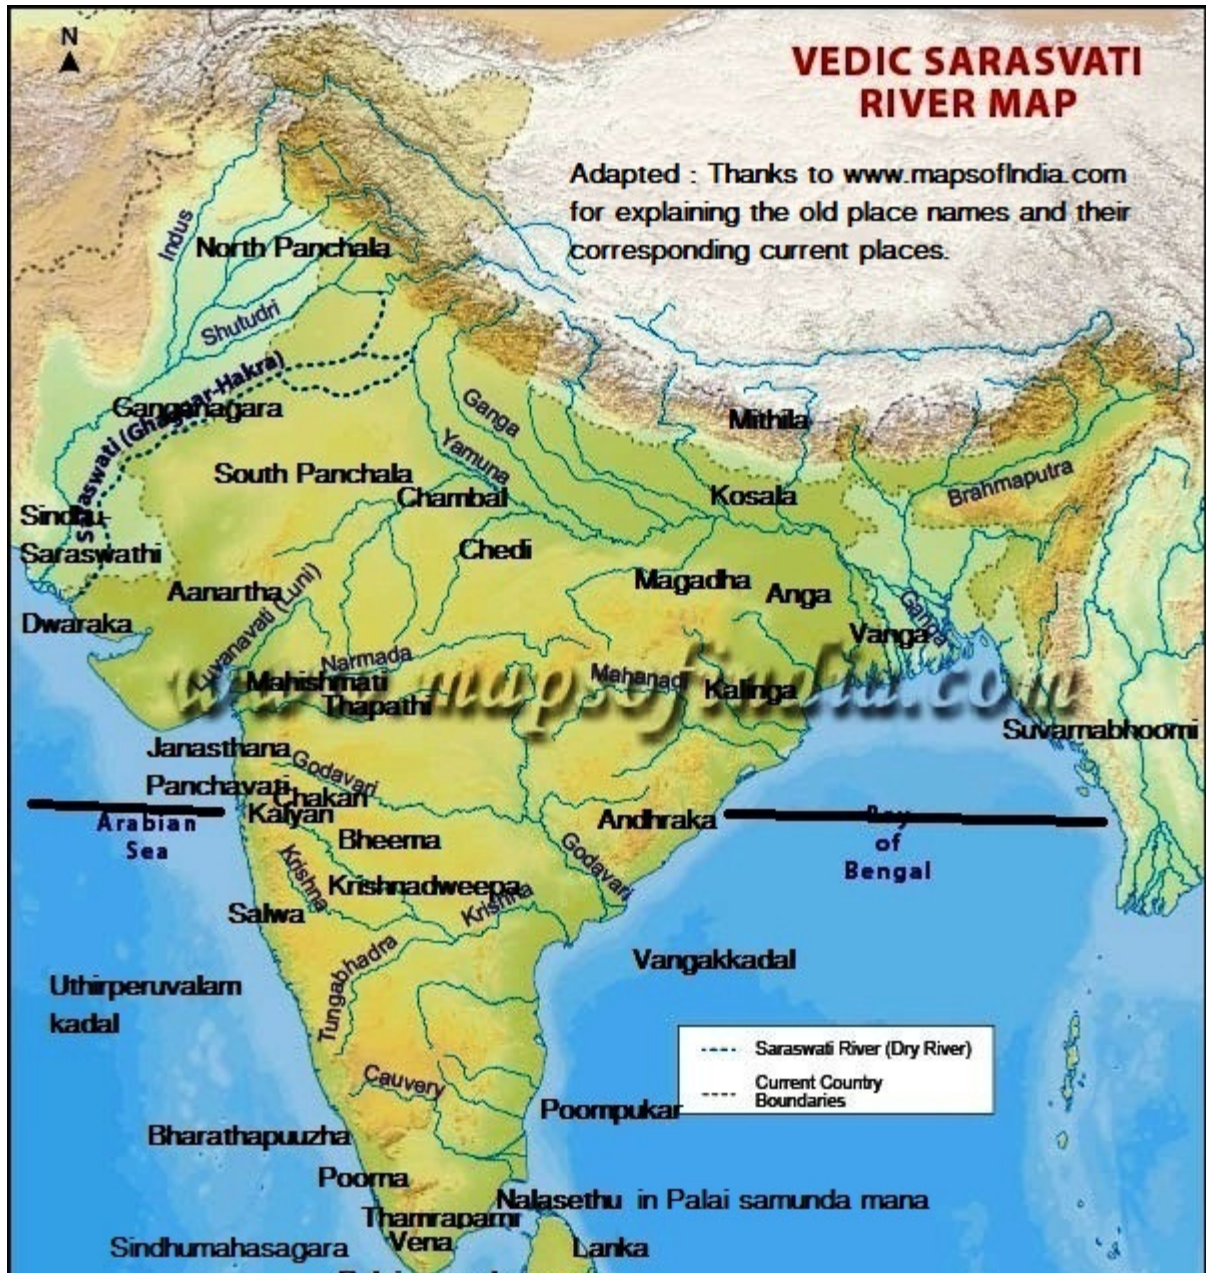 N
VEDIC SARASVATI
RIVER MAP
Adapted : Thanks to www.mapsofIndia.com
for explaining the old place names and their
corresponding current places.
Indus
North Panchala
Shutudri
Saraswati (Ghaggar-Hakra)
Ganganagara
Ganga
Mithila
Yamuna
South Panchala
Chambal
Kosala
Brahmaputra
Sindhu-
Saraswathi
Chedi
Aanartha
Magadha
Anga
Dwaraka
Luvanavati (Luni)
Ganga
Vanga
Narmada
Mahanadi
Mahishmati
Kalinga
www.mapsofindia.com
Thapathi
Suvarnabhoomi
Janasthana
Godavari
Panchavati
Chakan
Kalyan
Andhraka
Arabian
Sea
Bay
of
Bengal
Bheema
Godavari
Krishna
Krishnadweepa
Krishna
Salwa
Tungabhadra
Vangakkadal
Uthirperuvalam
kadal
Saraswati River (Dry River)
Current Country
Boundaries
Cauvery
Poompukar
Bharathapuuzha
Poorna
Nalasethu in Palai samunda mana
Thamraparni
Sindhumahasagara
Vena
Lanka